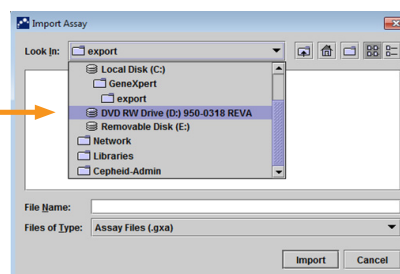 Import Assay
Look In: export
Local Disk (C:)
GeneXpert
export
DVD RW Drive (D:) 950-0318 REVA
Removable Disk (E:)
Network
Libraries
Cepheid-Admin
File Name:
Files of Type: Assay Files (.gxa)
Import Cancel